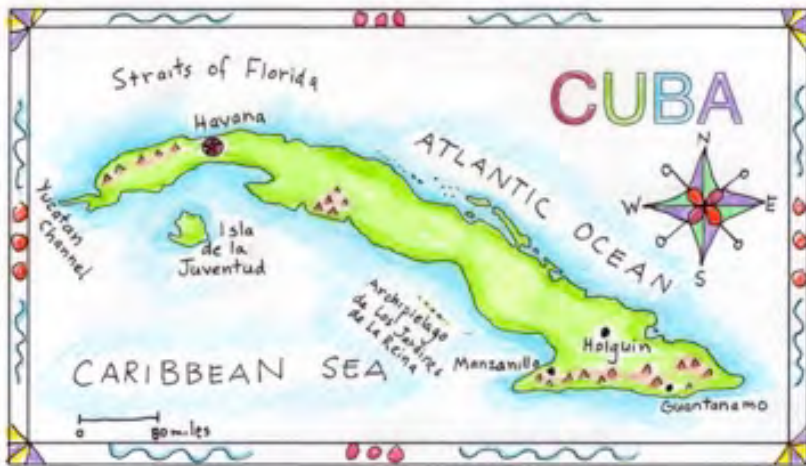 Straits of Florida
CUBA
Havana
ATLANTIC OCEAN
N
W
E
S
Yucatan
Channel
Isla
de la
Juventud
Archipielago
de Los Jardines
de La Reina
Holguin
Manzanilla
CARIBBEAN SEA
Guantanamo
0 80 miles